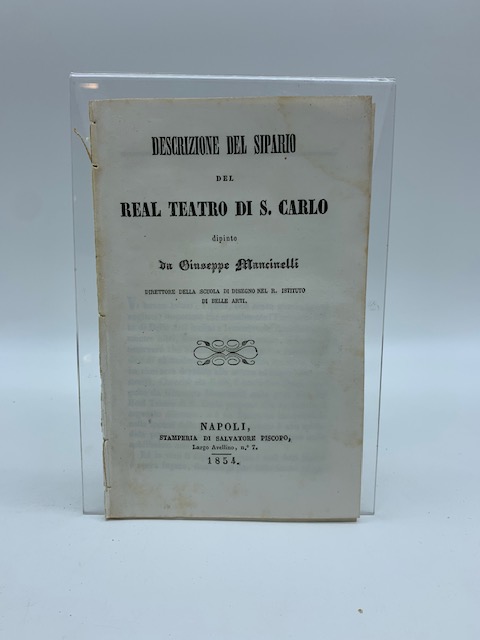 DESCRIZIONE DEL SIPARIO
DEL
REAL TEATRO DI S. CARLO
dipinto
da Giuseppe Mancinelli
DIRETTORE DELLA SCUOLA DI DISEGNO NEL R. ISTITUTO
DI BELLE ARTI.
NAPOLI,
STAMPERIA DI SALVATORE PISCOPO,
Largo Avellino, n.° 7.
1854.